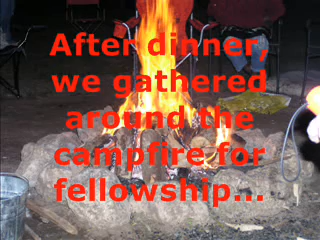 After dinner,
we gathered
around the
campfire for
fellowship...